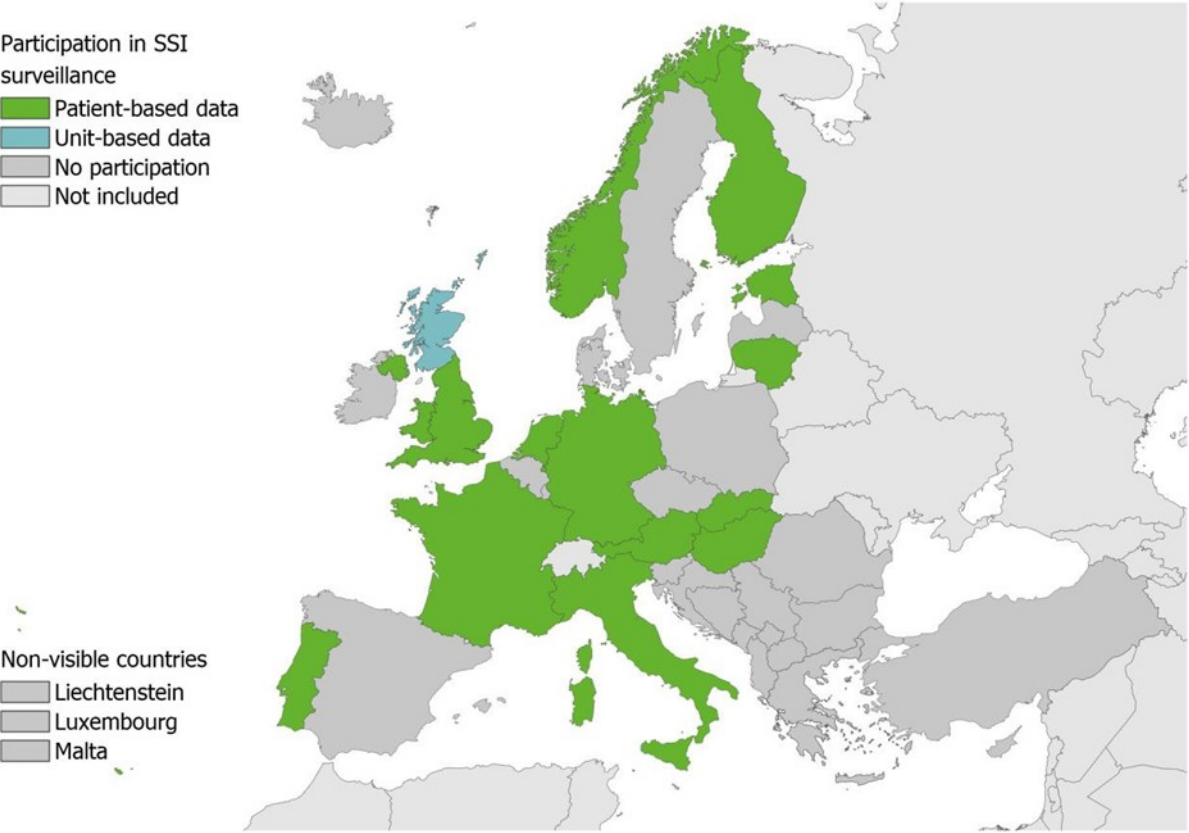 Participation in SSI
surveillance
Patient-based data
Unit-based data
No participation
Not included
Non-visible countries
Liechtenstein
Luxembourg
Malta